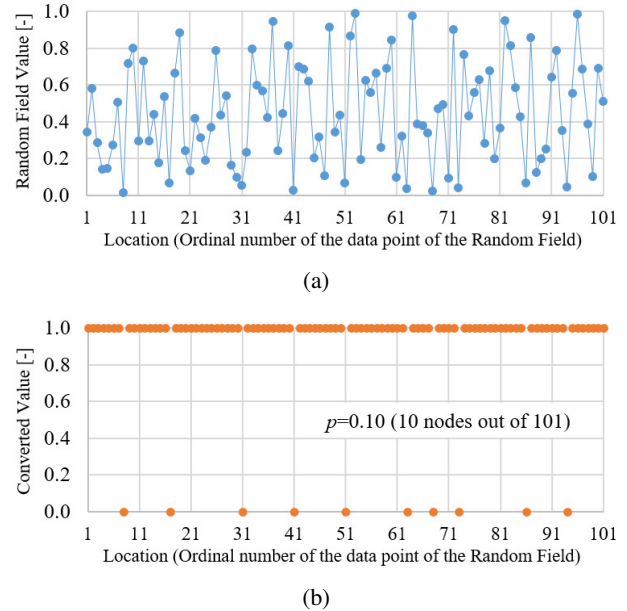 Random Field Value [-]
1.0
0.8
0.6
0.4
0.2
0.0
1 11 21 31 41 51 61 71 81 91 101
Location (Ordinal number of the data point of the Random Field)
(a)
Converted Value [-]
1.0
0.8
0.6
0.4
0.2
0.0
p=0.10 (10 nodes out of 101)
1 11 21 31 41 51 61 71 81 91 101
Location (Ordinal number of the data point of the Random Field)
(b)